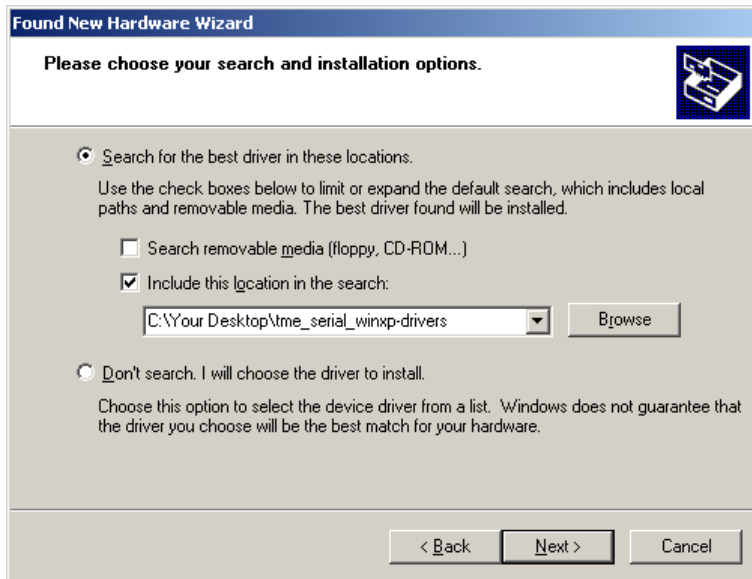 Found New Hardware Wizard
Please choose your search and installation options.
Search for the best driver in these locations.
Use the check boxes below to limit or expand the default search, which includes local
paths and removable media. The best driver found will be installed.
Search removable media (floppy, CD-ROM...)
Include this location in the search:
C:\Your Desktop\tme_serial_winxp-drivers
Browse
Don't search. I will choose the driver to install.
Choose this option to select the device driver from a list. Windows does not guarantee that
the driver you choose will be the best match for your hardware.
< Back
Next >
Cancel